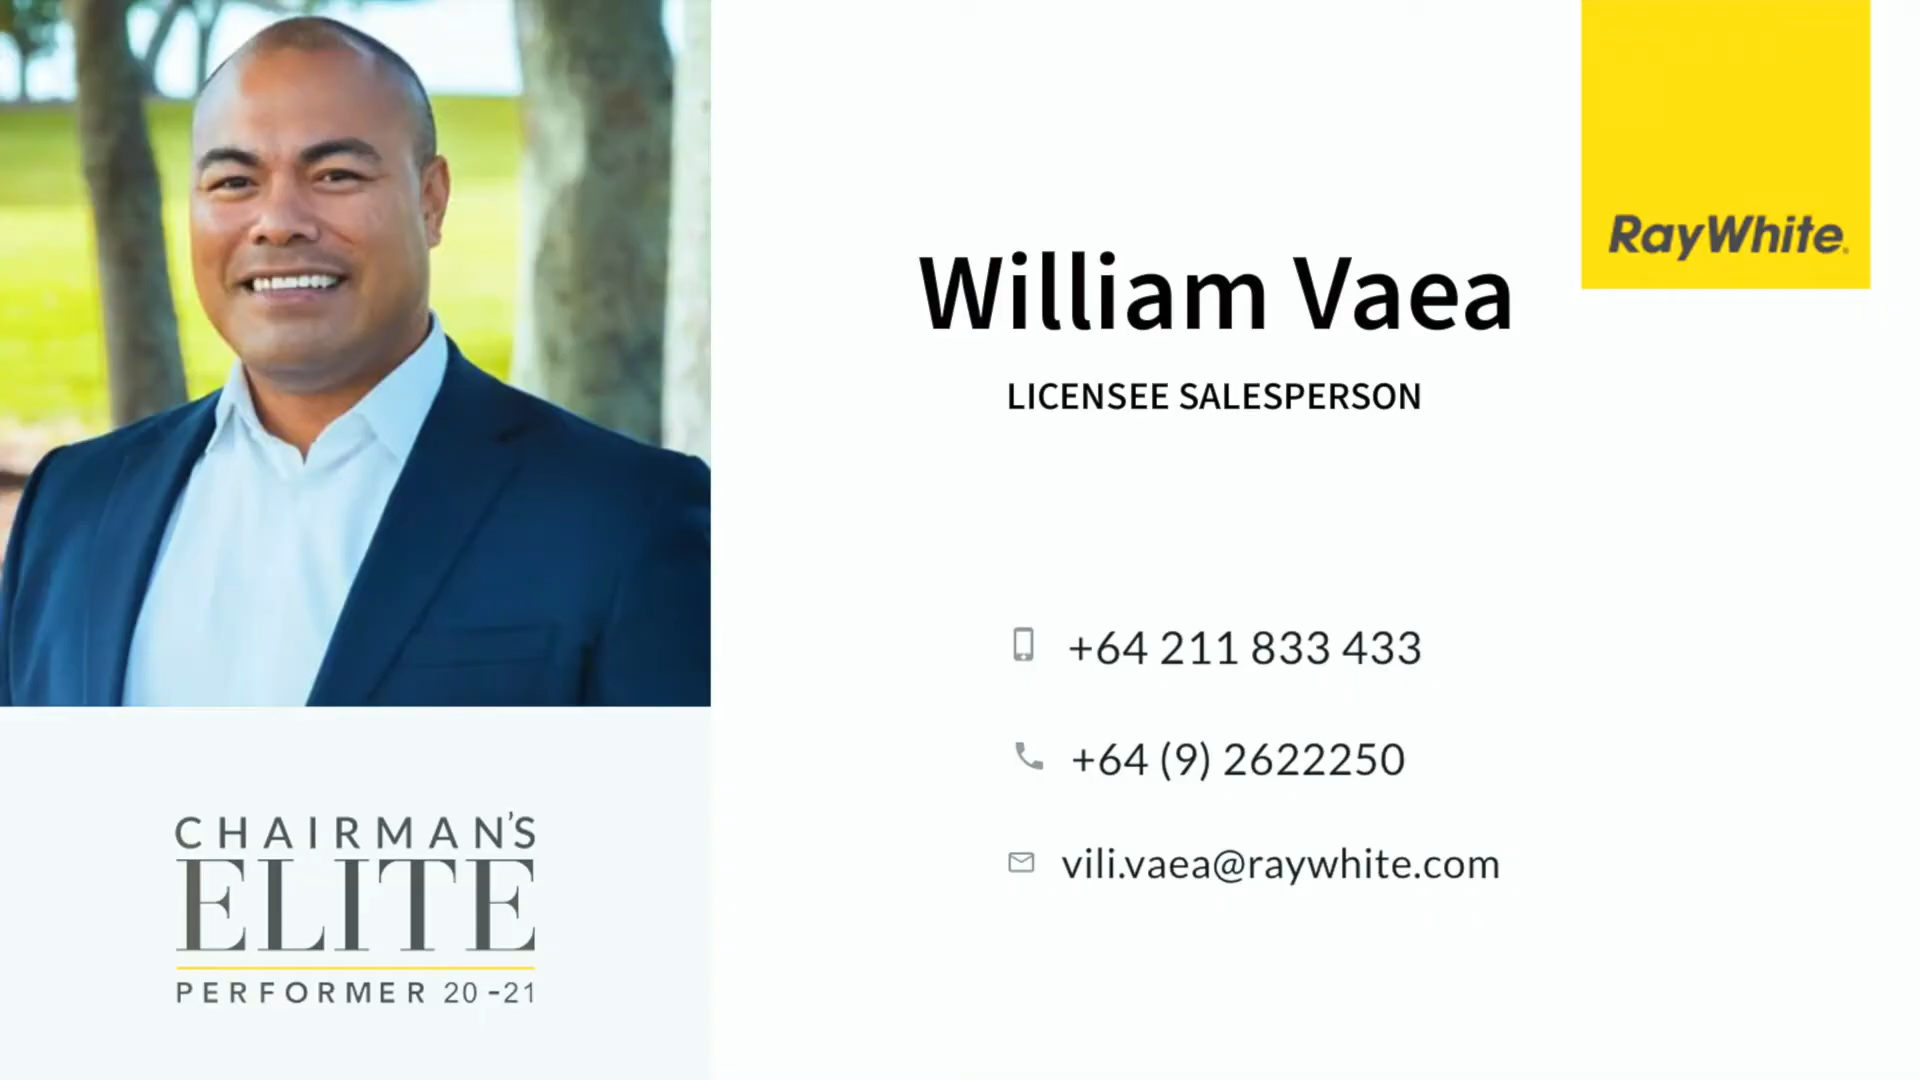 RayWhite.
William Vaea
LICENSEE SALESPERSON
+64 211 833 433
+64 (9) 2622250
vili.vaea@raywhite.com
CHAIRMAN'S
ELITE
PERFORMER 20-21